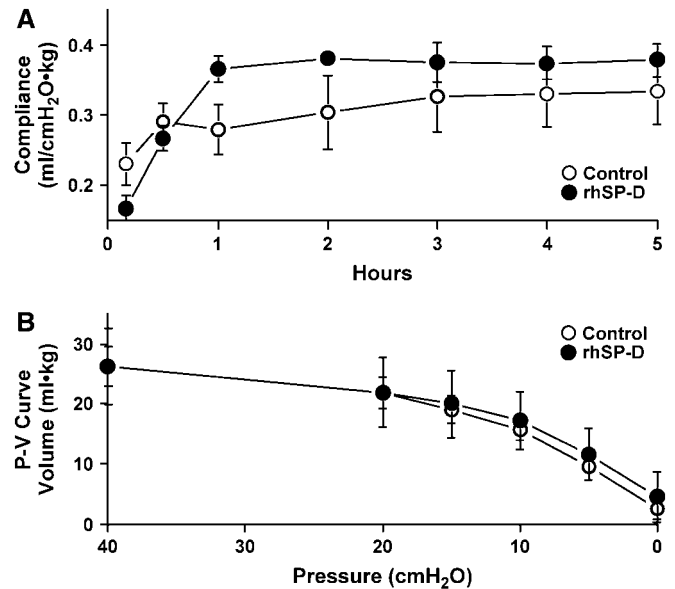 A
Compliance
(ml/cmH₂O•kg)
0.4
0.3
0.2
Control
rhSP-D
0 1 2 3 4 5
Hours
B
P-V Curve
Volume (ml•kg)
30
20
10
0
Control
rhSP-D
40 30 20 10 0
Pressure (cmH₂O)